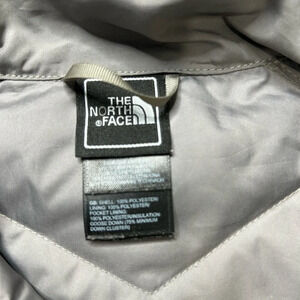 THE
NORTH
FACE
GB: SHELL: 100% POLYESTER/
LINING: 100% POLYESTER/
POCKET LINING:
100% POLYESTER/INSULATION:
GOOSE DOWN (75% MINIMUM
DOWN CLUSTER)